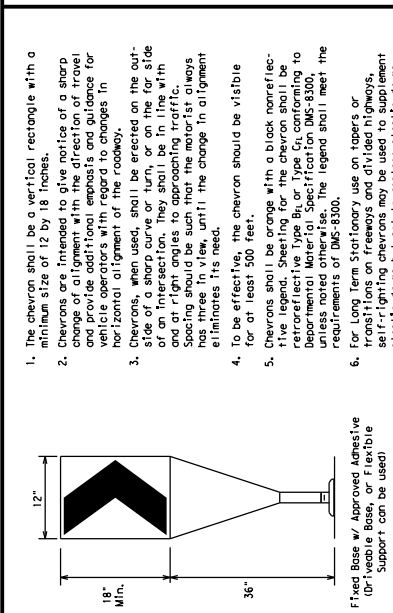 1. The chevron shall be a vertical rectangle with a
minimum size of 12 by 18 inches.
2. Chevrons are intended to give notice of a sharp
change of alignment with the direction of travel
and provide additional emphasis and guidance for
vehicle operators with regard to changes in
horizontal alignment of the roadway.
3. Chevrons, when used, shall be erected on the out-
side of a sharp curve or turn, or on the far side
of an intersection. They shall be in line with
and at right angles to approaching traffic.
Spacing should be such that the motorist always
has three in view, until the change in alignment
eliminates its need.
4. To be effective, the chevron should be visible
for at least 500 feet.
5. Chevrons shall be orange with a black nonreflec-
tive legend. Sheeting for the chevron shall be
retroreflective Type BFL or Type CFL conforming to
Departmental Material Specification DMS-8300,
unless noted otherwise. The legend shall meet the
requirements of DMS-8300.
6. For Long Term Stationary use on tapers or
transitions on freeways and divided highways,
self-righting chevrons may be used to supplement
12"
18"
Min.
36"
Fixed Base w/ Approved Adhesive
(Driveable Base, or Flexible
Support can be used)